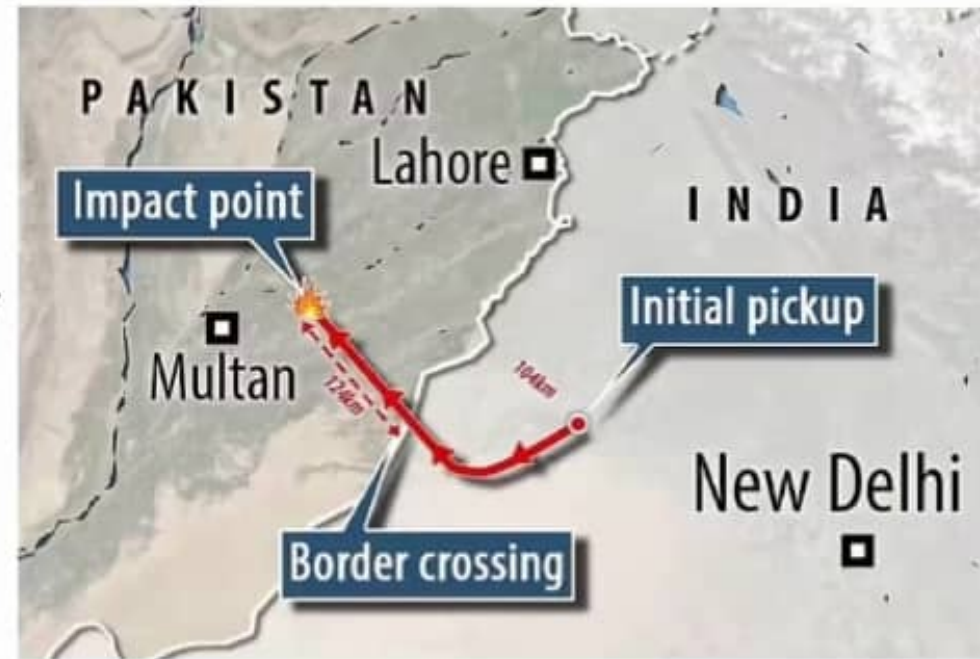 PAKISTAN
Lahore
Impact point
INDIA
Initial pickup
Multan
124km
104km
New Delhi
Border crossing